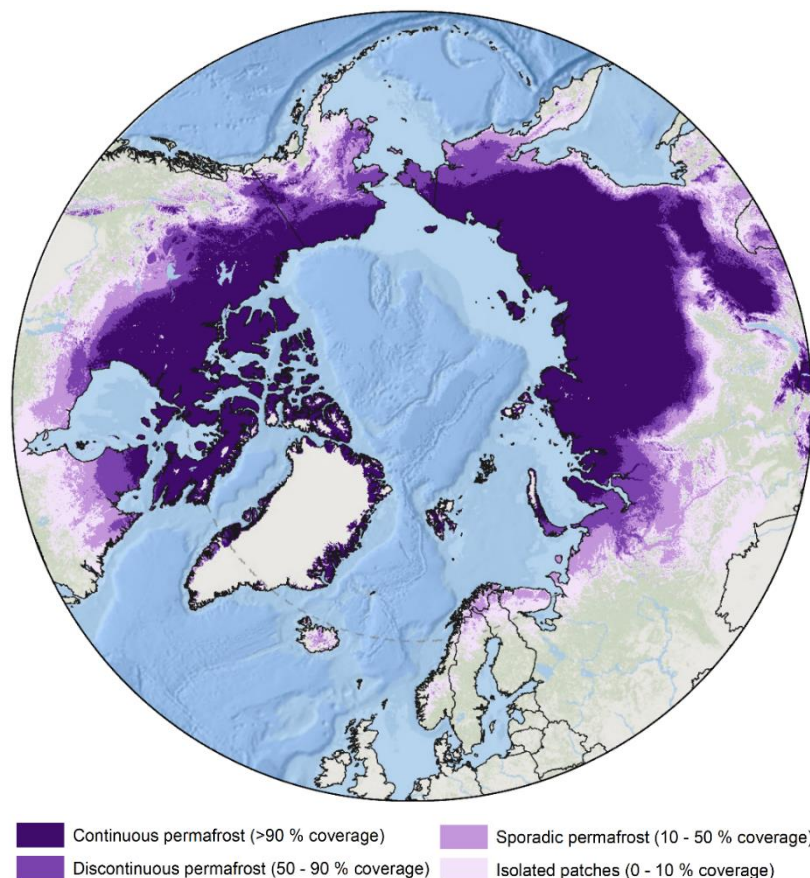 Continuous permafrost (>90 % coverage)
Sporadic permafrost (10 - 50 % coverage)
Discontinuous permafrost (50 - 90 % coverage)
Isolated patches (0 - 10 % coverage)